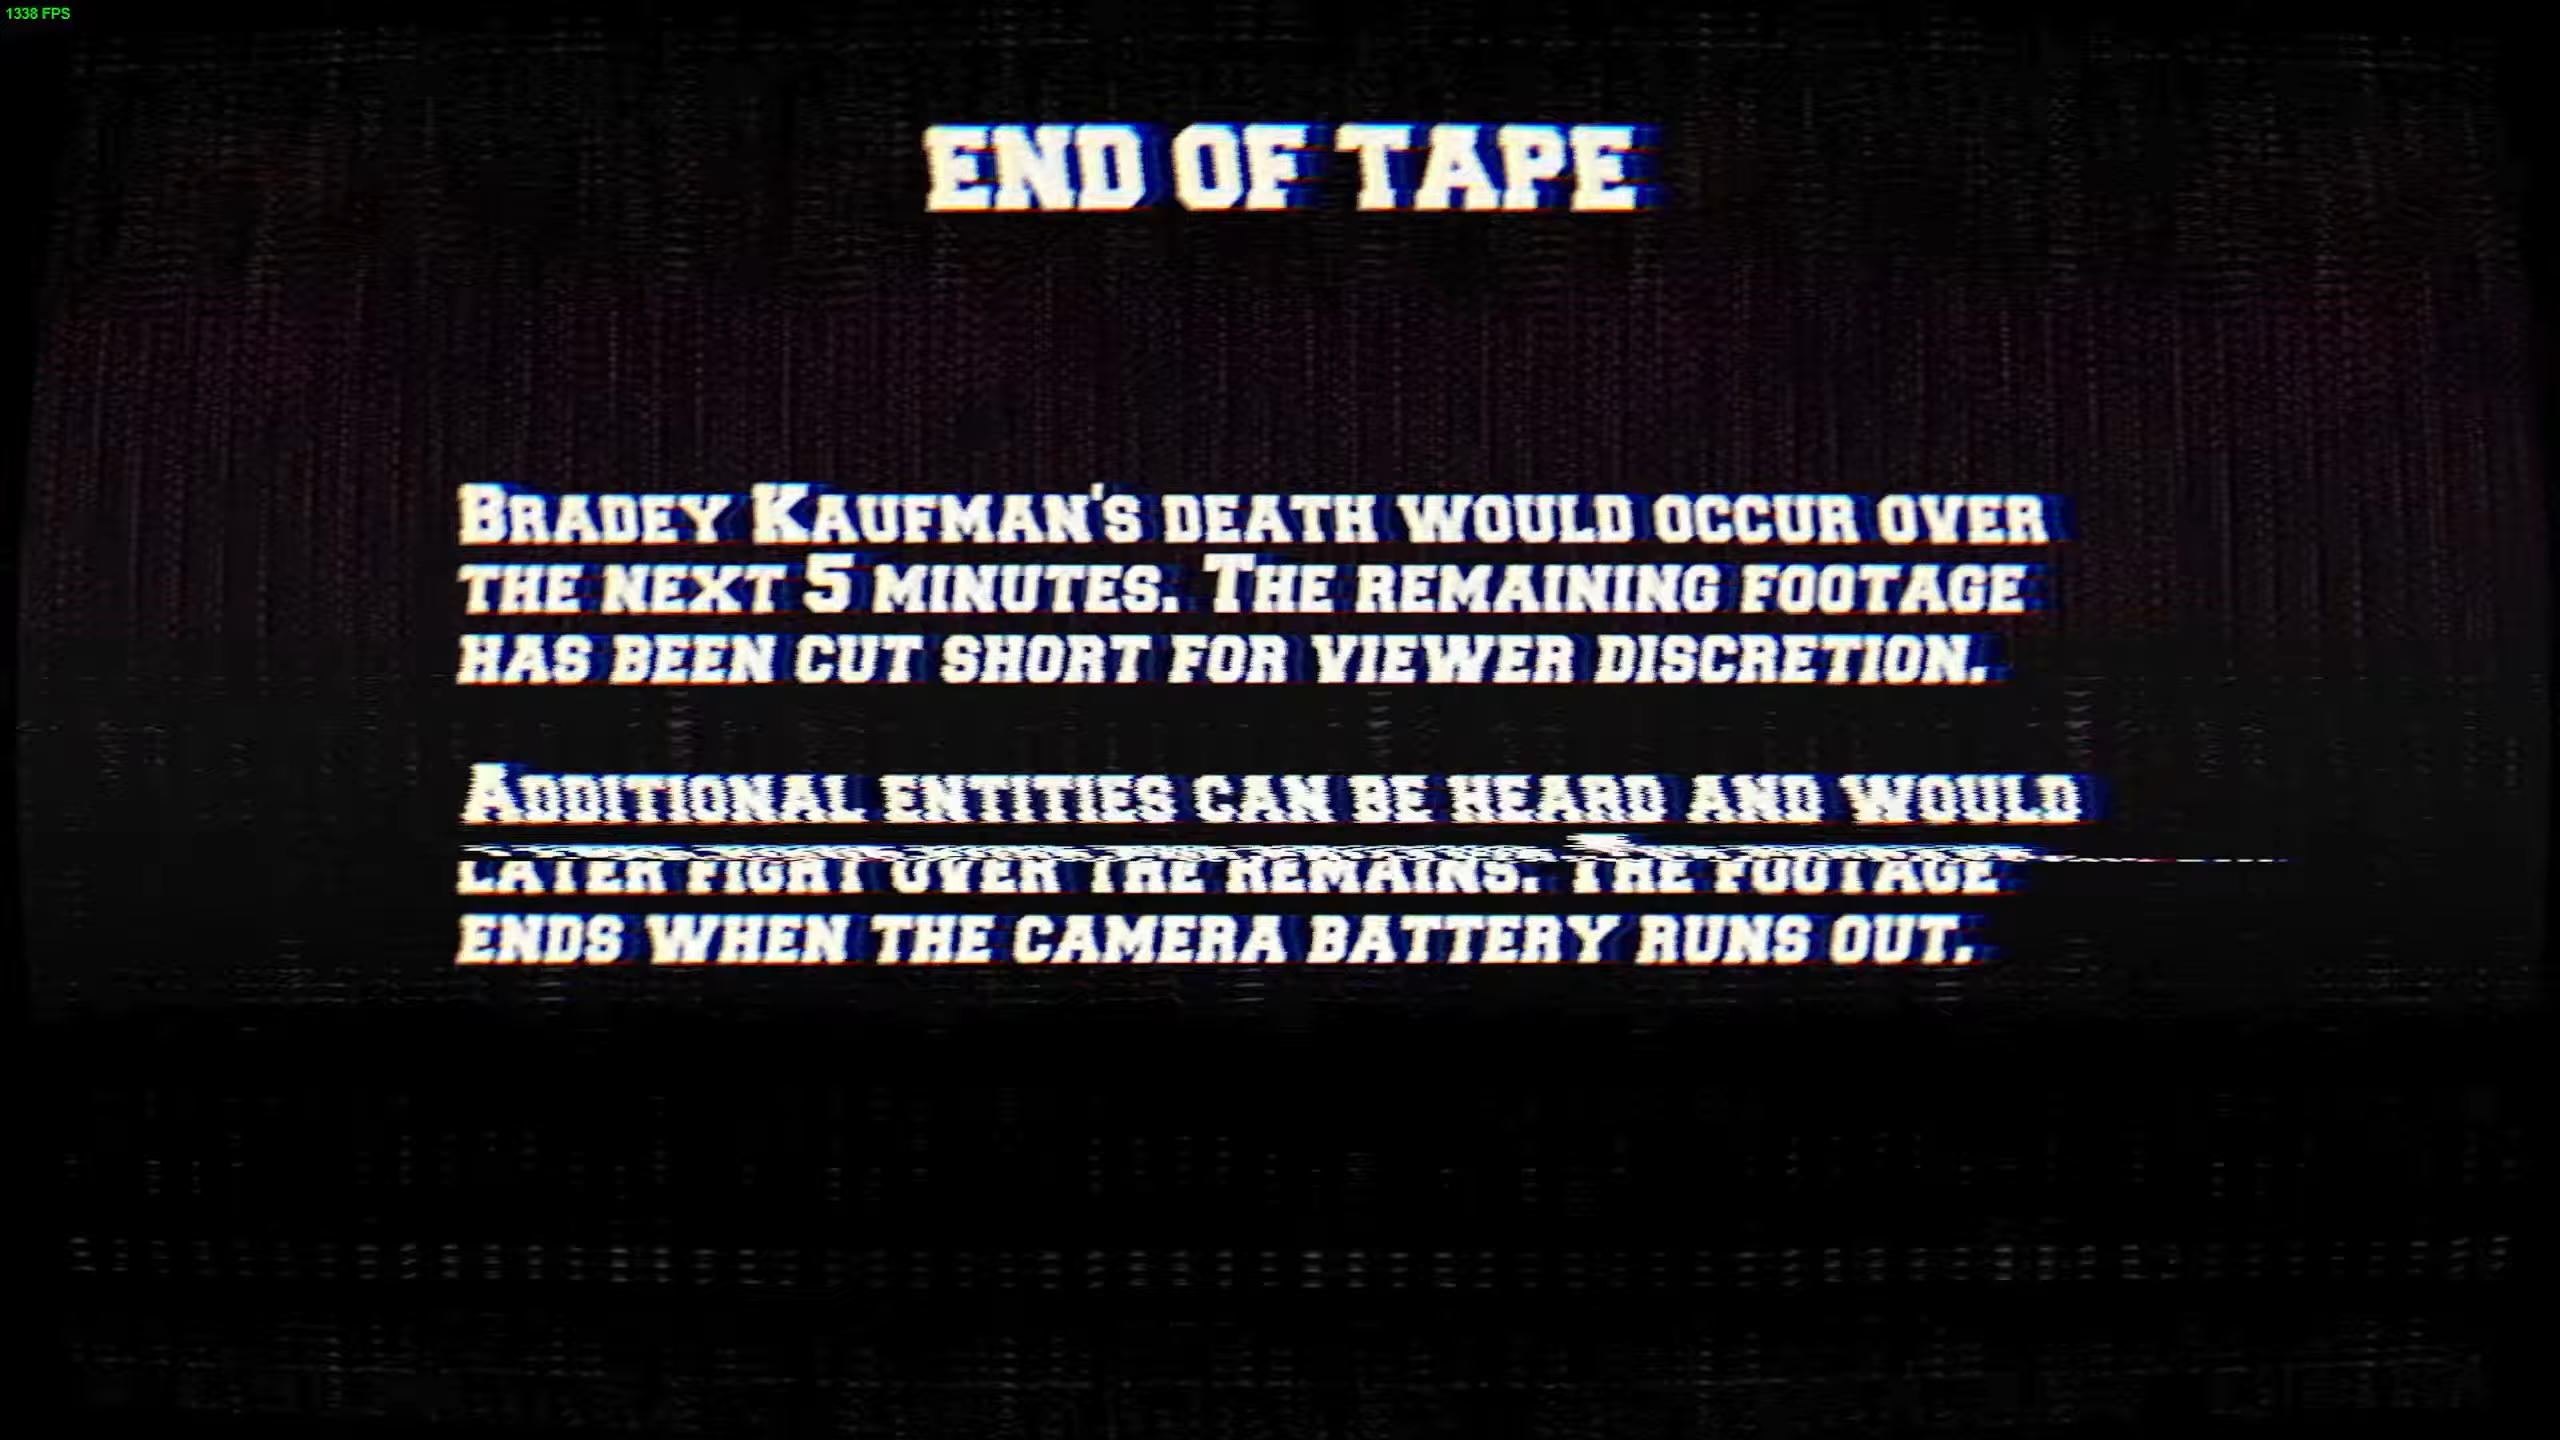 1338 FPS
END OF TAPE
BRADEY KAUFMAN'S DEATH WOULD OCCUR OVER
THE NEXT 5 MINUTES. THE REMAINING FOOTAGE
HAS BEEN CUT SHORT FOR VIEWER DISCRETION.
ADDITIONAL ENTITIES CAN BE HEARD AND WOULD
LATER FIGHT OVER THE REMAINS. THE FOOTAGE
ENDS WHEN THE CAMERA BATTERY RUNS OUT.